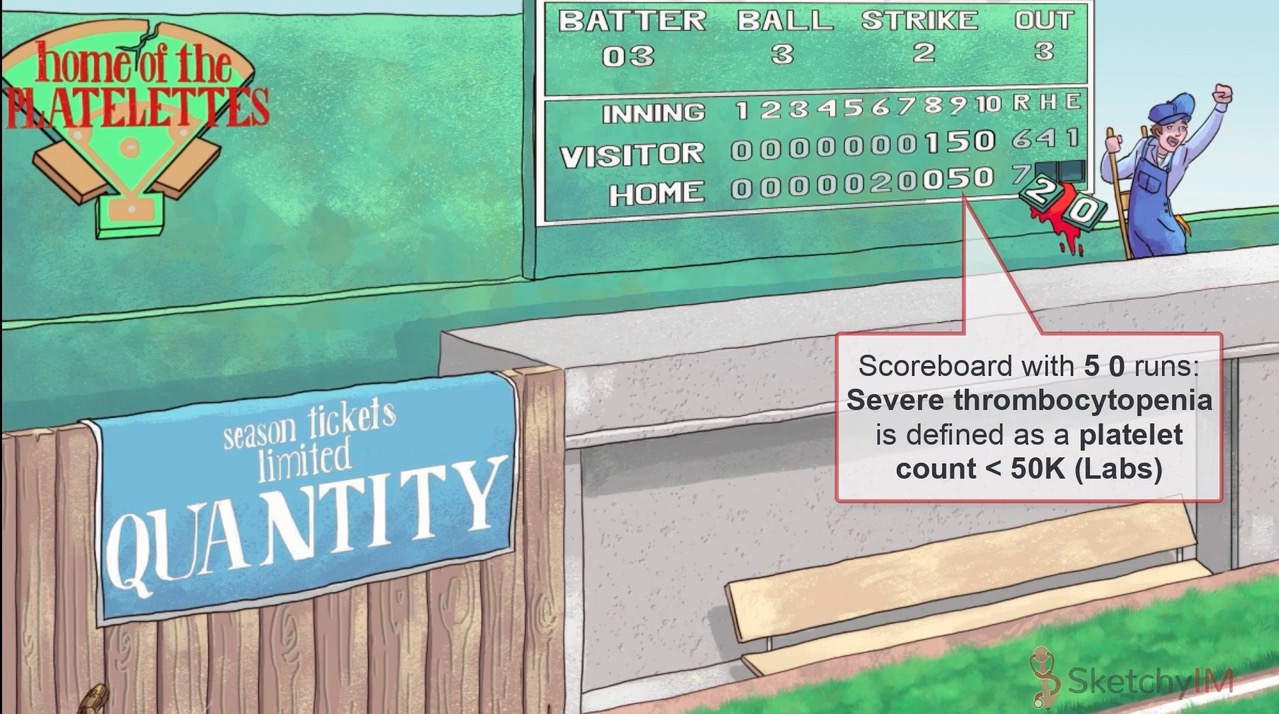 home of the
PLATELETTES
BATTER BALL STRIKE OUT
03 3 2 3
INNING 1 2 3 4 5 6 7 8 9 10 R H E
VISITOR 0 0 0 0 0 0 0 1 5 0 6 4 1
HOME 0 0 0 0 0 2 0 0 5 0 7
2 0
Scoreboard with 5 0 runs:
Severe thrombocytopenia
is defined as a platelet
count < 50K (Labs)
season tickets
limited
QUANTITY
SketchyIM